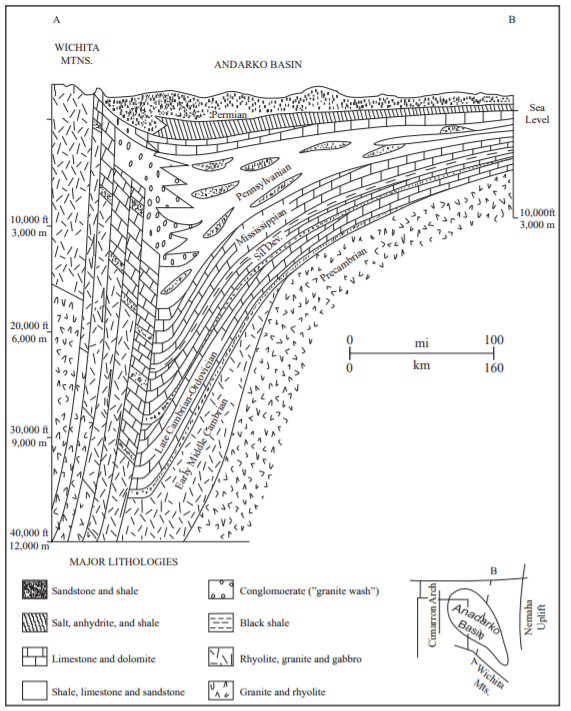 A
B
WICHITA
MTNS.
ANDARKO BASIN
Permian
Sea
Level
Pennsylvanian
Mississippian
Sil Dev.
Precambrian
10,000 ft
3,000 m
10,000ft
3,000 m
20,000 ft
6,000 m
0 mi 100
0 km 160
Late Cambrian-Ordovician
Early Middle Cambrian
30,000 ft
9,000 m
40,000 ft
12,000 m
MAJOR LITHOLOGIES
Sandstone and shale
Conglomoerate ("granite wash")
Salt, anhydrite, and shale
Black shale
Limestone and dolomite
Rhyolite, granite and gabbro
Shale, limestone and sandstone
Granite and rhyolite
B
Cimarron Arch
Anadarko
Basin
Nemaha
Uplift
Wichita
Mts.